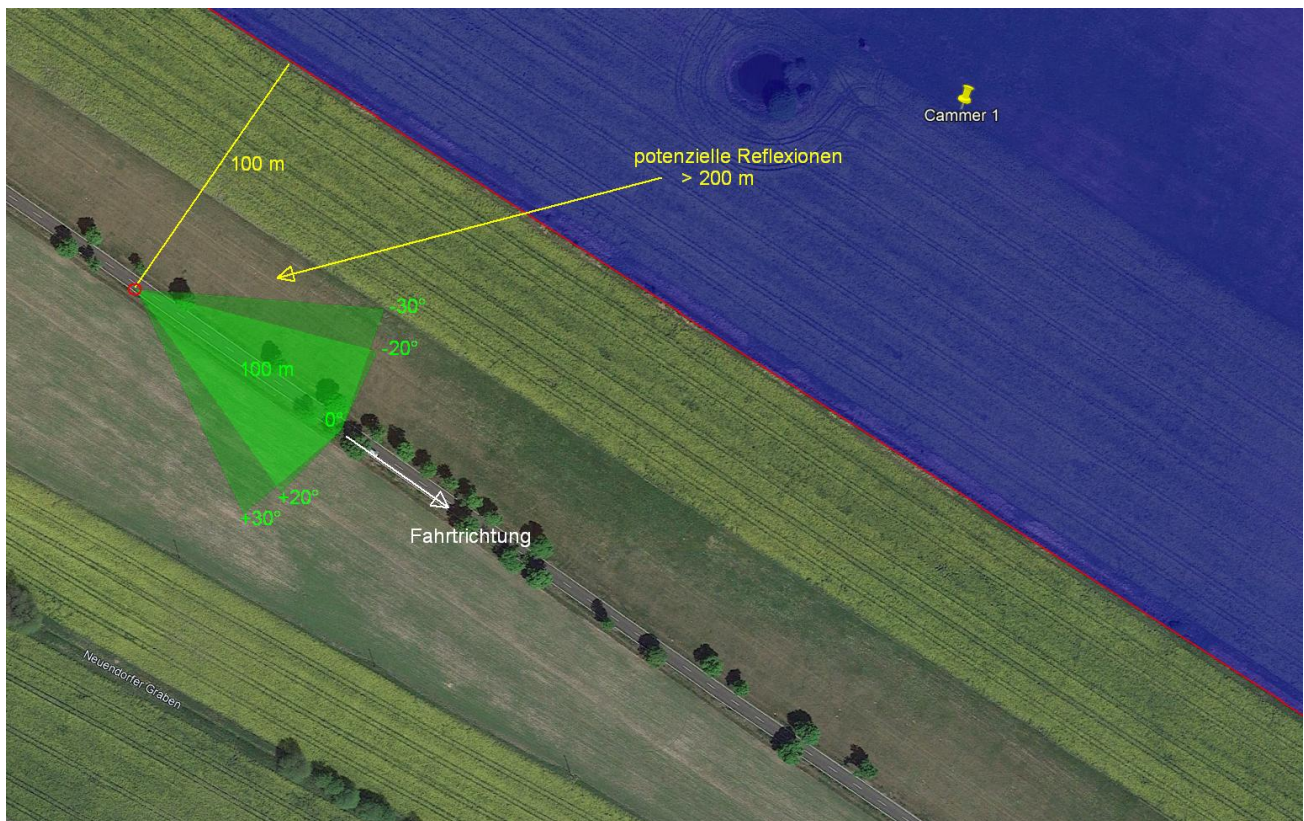 Cammer 1
100 m
potenzielle Reflexionen
> 200 m
-30°
-20°
100 m
0°
+20°
+30°
Fahrtrichtung
Neuendorfer Graben